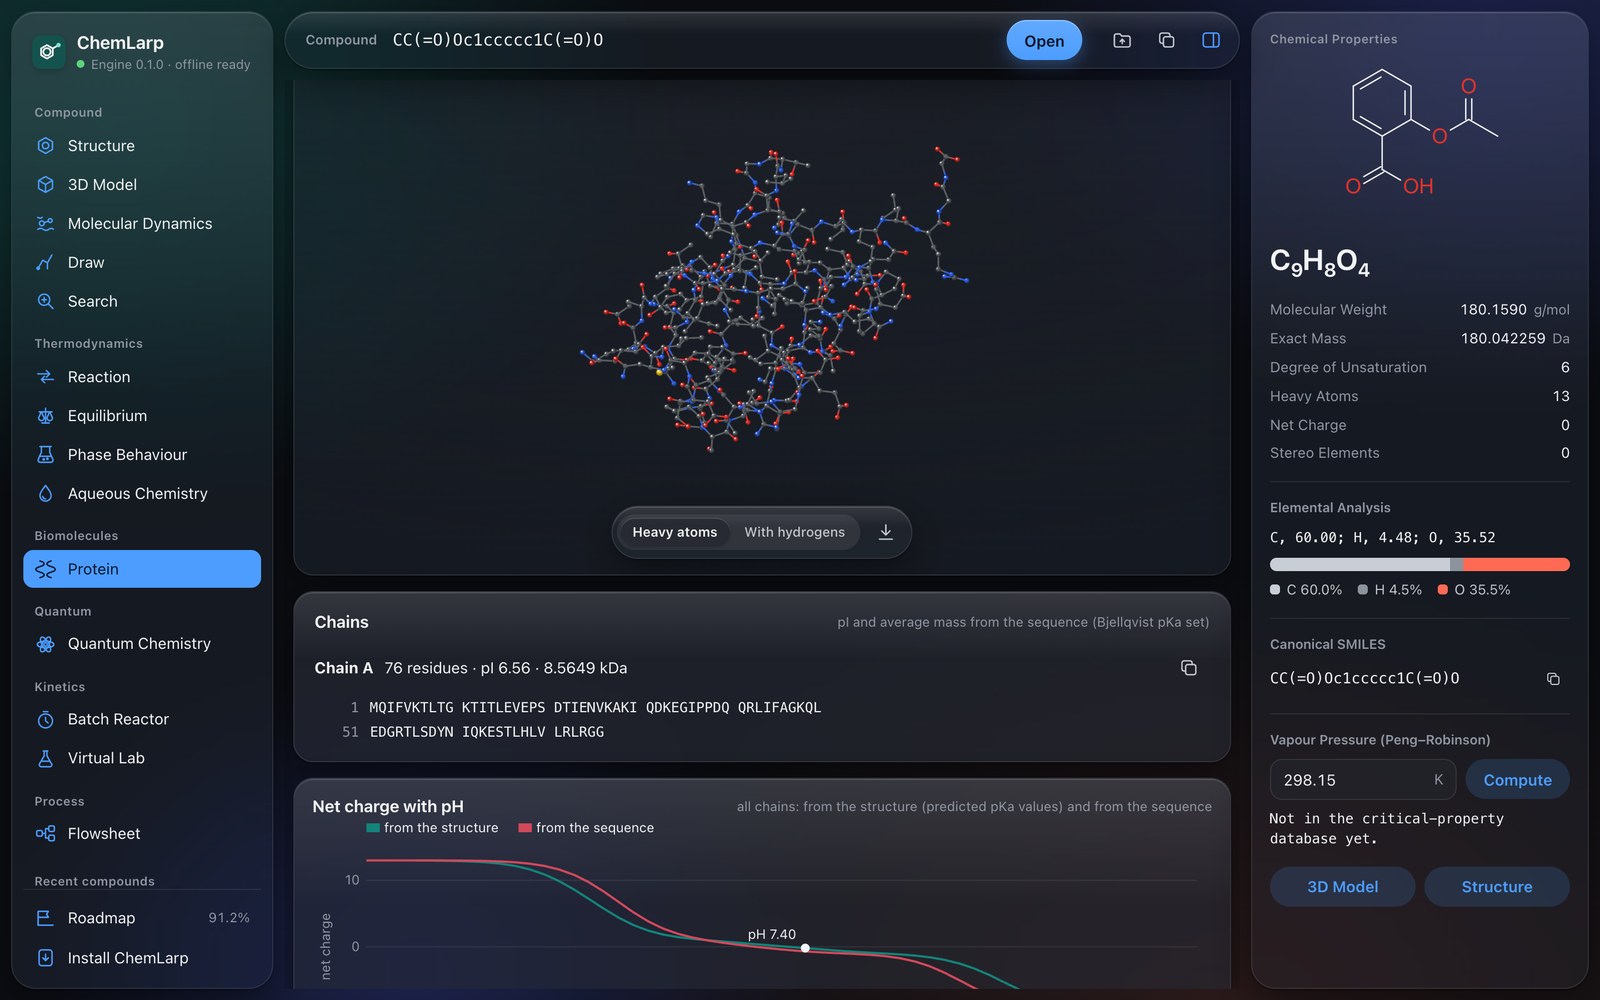 ChemLarp
Engine 0.1.0 · offline ready
Compound
Structure
3D Model
Molecular Dynamics
Draw
Search
Thermodynamics
Reaction
Equilibrium
Phase Behaviour
Aqueous Chemistry
Biomolecules
Protein
Quantum
Quantum Chemistry
Kinetics
Batch Reactor
Virtual Lab
Process
Flowsheet
Recent compounds
Roadmap 91.2%
Install ChemLarp
Compound CC(=O)Oc1ccccc1C(=O)O
Open
Heavy atoms With hydrogens
Chains
pI and average mass from the sequence (Bjellqvist pKa set)
Chain A 76 residues · pI 6.56 · 8.5649 kDa
1 MQIFVKTLTG KTITLEVEPS DTIENVKAKI QDKEGIPPDQ QRLIFAGKQL
51 EDGRTLSDYN IQKESTLHLV LRLRGG
Net charge with pH
all chains: from the structure (predicted pKa values) and from the sequence
from the structure from the sequence
10
pH 7.40
0
net charge
Chemical Properties
O
O
O
OH
C9H8O4
Molecular Weight 180.1590 g/mol
Exact Mass 180.042259 Da
Degree of Unsaturation 6
Heavy Atoms 13
Net Charge 0
Stereo Elements 0
Elemental Analysis
C, 60.00; H, 4.48; O, 35.52
C 60.0% H 4.5% O 35.5%
Canonical SMILES
CC(=O)Oc1ccccc1C(=O)O
Vapour Pressure (Peng–Robinson)
298.15 K
Compute
Not in the critical-property
database yet.
3D Model
Structure